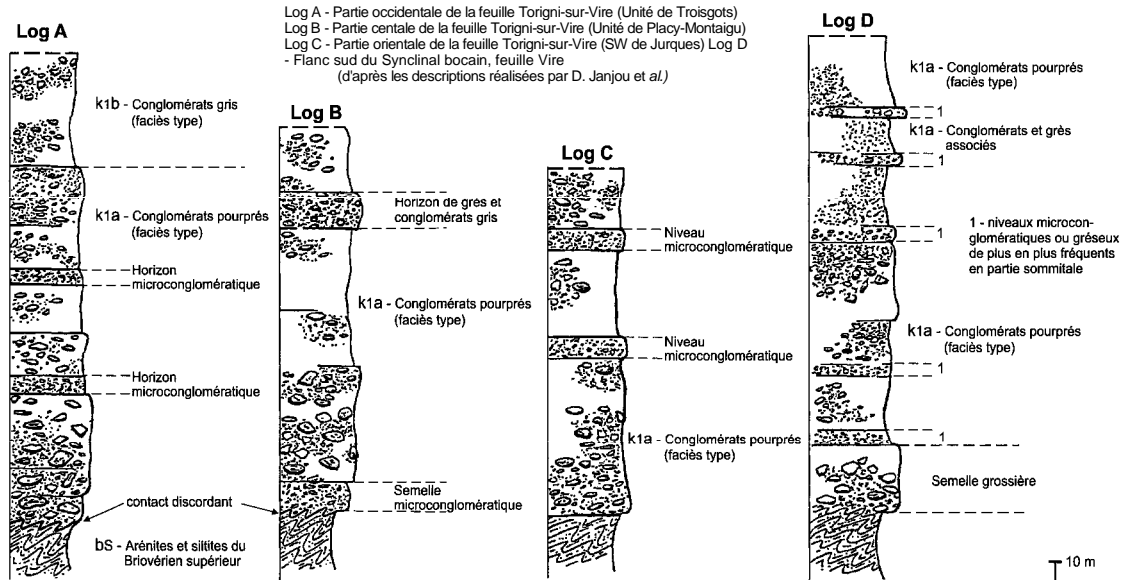 Log A - Partie occidentale de la feuille Torigni-sur-Vire (Unité de Troisgots)
Log B - Partie centale de la feuille Torigni-sur-Vire (Unité de Placy-Montaigu)
Log C - Partie orientale de la feuille Torigni-sur-Vire (SW de Jurques) Log D
- Flanc sud du Synclinal bocain, feuille Vire
(d'après les descriptions réalisées par D. Janjou et al.)
Log A
k1b - Conglomérats gris
(faciès type)
k1a - Conglomérats pourprés
(faciès type)
Horizon
microconglomératique
Horizon
microconglomératique
contact discordant
bS - Arénites et siltites du
Briovérien supérieur
Log B
Horizon de grès et
conglomérats gris
k1a - Conglomérats pourprés
(faciès type)
Semelle
microconglomératique
Log C
Niveau
microconglomératique
Niveau
microconglomératique
k1a - Conglomérats pourprés
(faciès type)
Log D
k1a - Conglomérats pourprés
(faciès type)
1
k1a - Conglomérats et grès
associés
1
1
1 - niveaux microcon-
glomératiques ou gréseux
de plus en plus fréquents
en partie sommitale
k1a - Conglomérats pourprés
(faciès type)
1
1
Semelle grossière
10 m